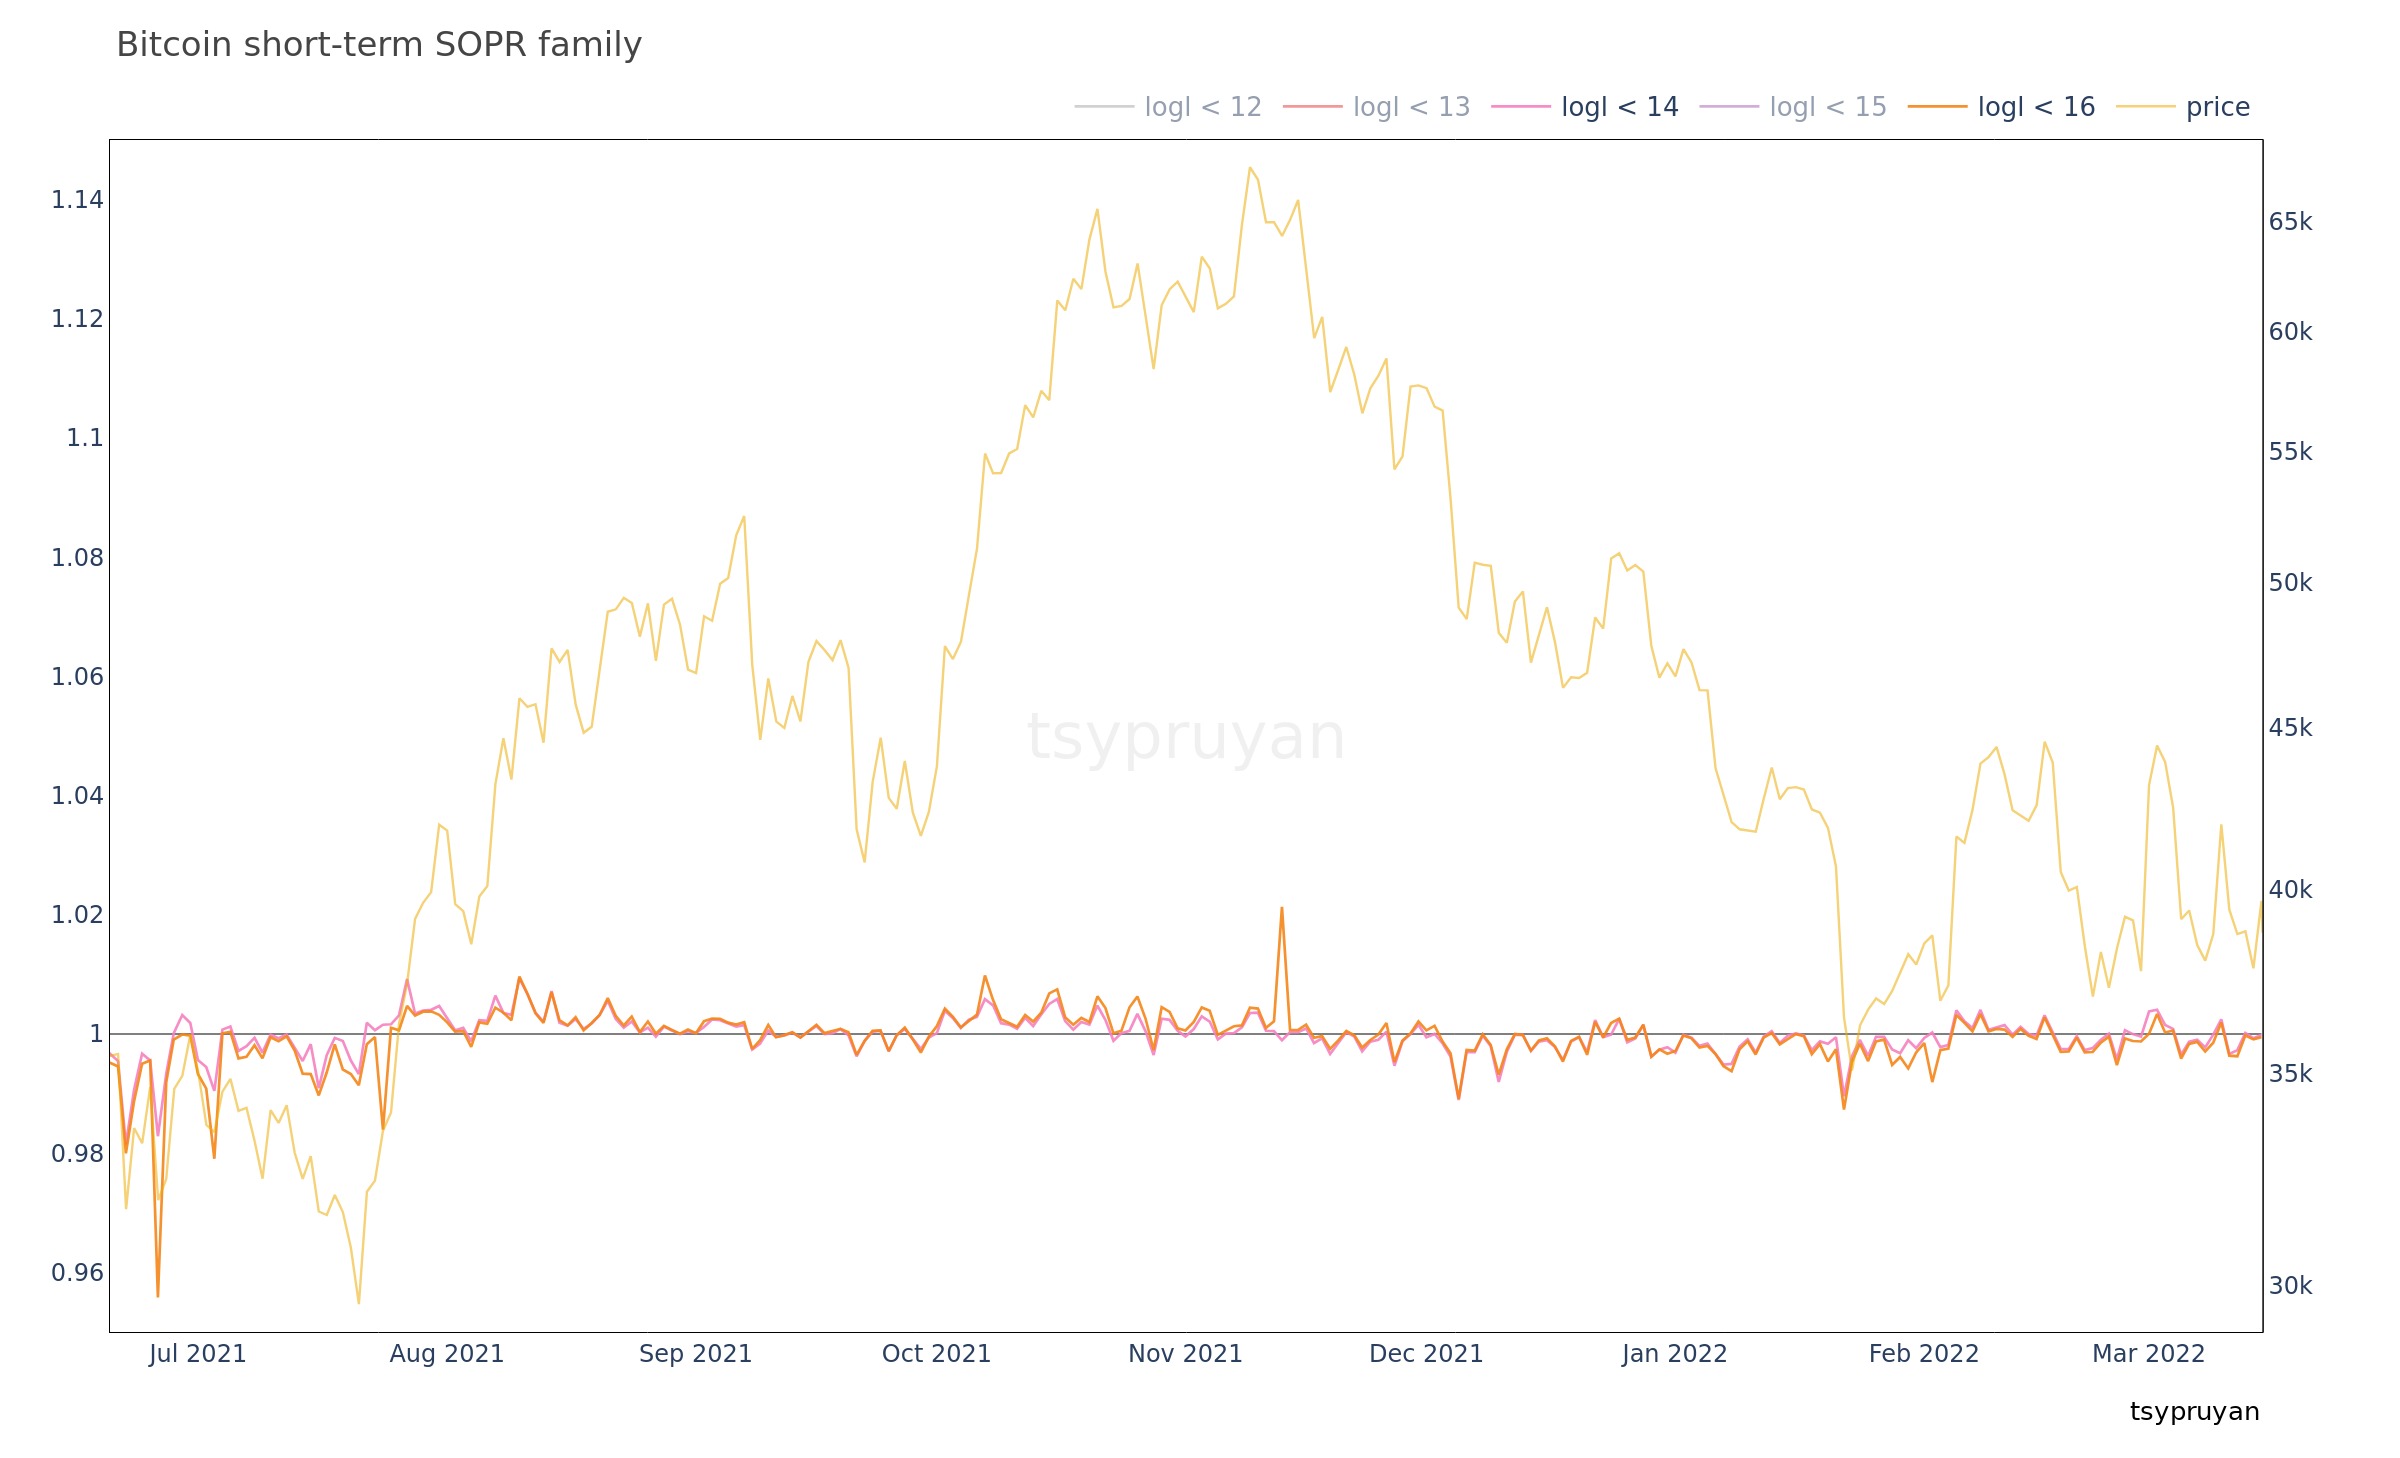 Bitcoin short-term SOPR family
logl < 12 logl < 13 logl < 14 logl < 15 logl < 16 price
1.14
1.12
1.1
1.08
1.06
1.04
1.02
1
0.98
0.96
65k
60k
55k
50k
45k
40k
35k
30k
tsypruyan
Jul 2021 Aug 2021 Sep 2021 Oct 2021 Nov 2021 Dec 2021 Jan 2022 Feb 2022 Mar 2022
tsypruyan